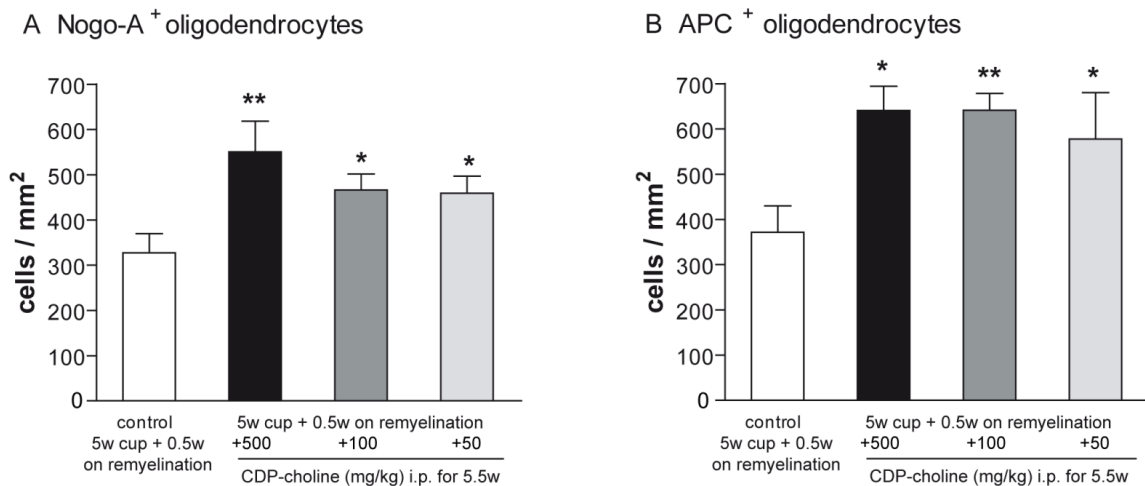 A Nogo-A + oligodendrocytes
cells / mm2
700
600
500
400
300
200
100
0
**
*
*
control
5w cup + 0.5w
on remyelination
5w cup + 0.5w on remyelination
+500 +100 +50
CDP-choline (mg/kg) i.p. for 5.5w
B APC + oligodendrocytes
cells / mm2
700
600
500
400
300
200
100
0
*
**
*
control
5w cup + 0.5w
on remyelination
5w cup + 0.5w on remyelination
+500 +100 +50
CDP-choline (mg/kg) i.p. for 5.5w